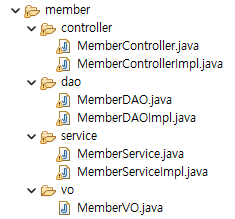 member
controller
MemberController.java
MemberControllerImpl.java
dao
MemberDAO.java
MemberDAOImpl.java
service
MemberService.java
MemberServiceImpl.java
vo
MemberVO.java